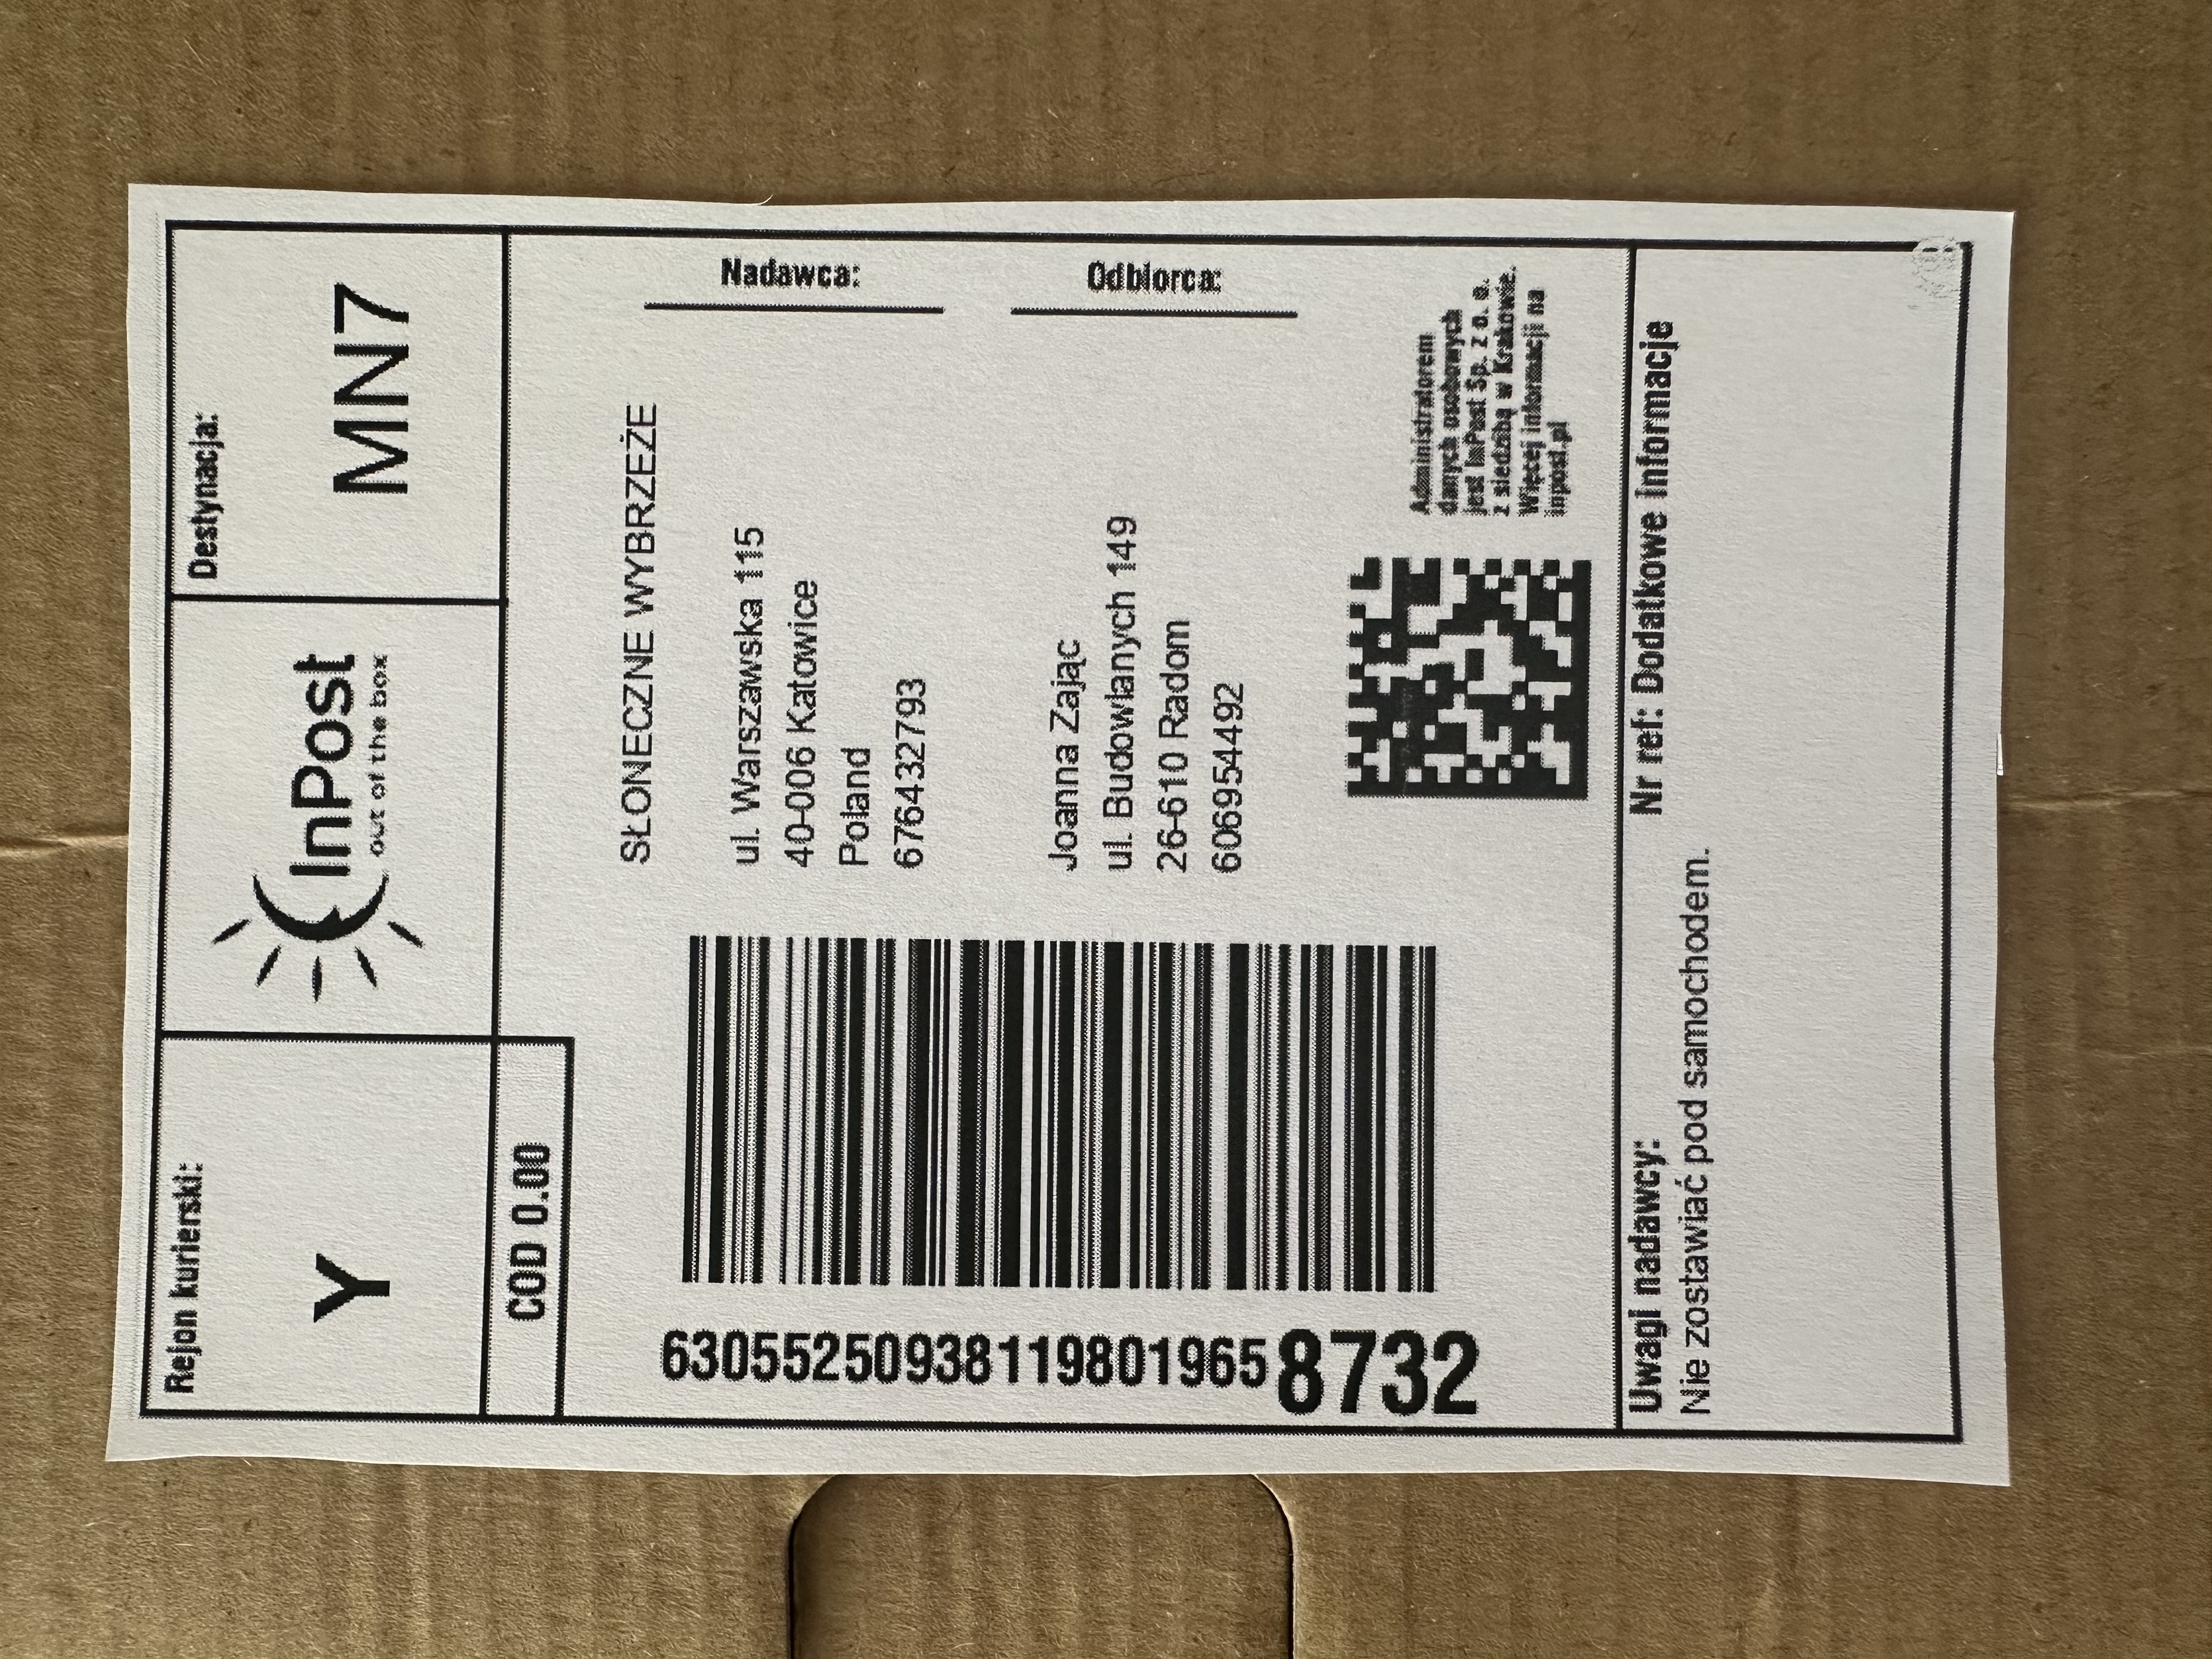 Rejon kurierski:
Y
InPost
out of the box
Destynacja:
MN7
COD 0.00
630552509381198019658732
SŁONECZNE WYBRZEŻE
ul. Warszawska 115
40-006 Katowice
Poland
676432793
Nadawca:
Joanna Zając
ul. Budowlanych 149
26-610 Radom
606954492
Odbiorca:
Administratorem
danych osobowych
jest InPost Sp. z o. o.
z siedzibą w Krakowie.
Więcej informacji na
inpost.pl
Uwagi nadawcy:
Nie zostawiać pod samochodem.
Nr ref: Dodatkowe informacje